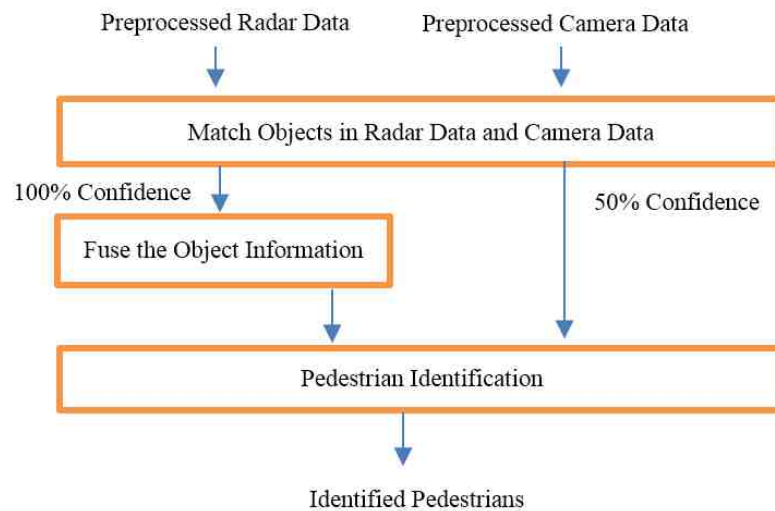 Preprocessed Radar Data
Preprocessed Camera Data
Match Objects in Radar Data and Camera Data
100% Confidence
50% Confidence
Fuse the Object Information
Pedestrian Identification
Identified Pedestrians